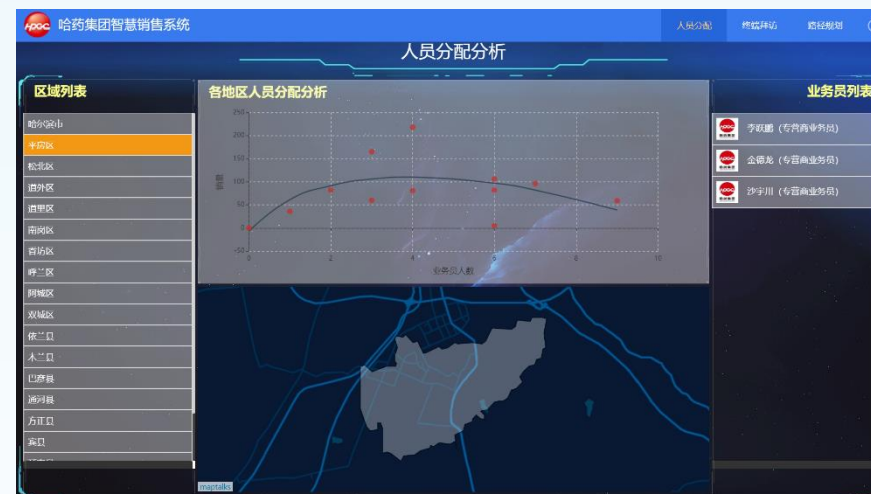 哈药集团智慧销售系统
人员分配
终端拜访
路径规划
人员分配分析
区域列表
哈尔滨市
平房区
松北区
道外区
道里区
南岗区
香坊区
呼兰区
阿城区
双城区
依兰县
木兰县
巴彦县
通河县
方正县
宾县
各地区人员分配分析
250
200
150
100
50
0
-50
销量
0
2
4
6
8
10
业务员人数
maptalks
业务员列表
李跃鹏（专营商业务员）
金德龙（专营商业务员）
沙宇川（专营商业务员）